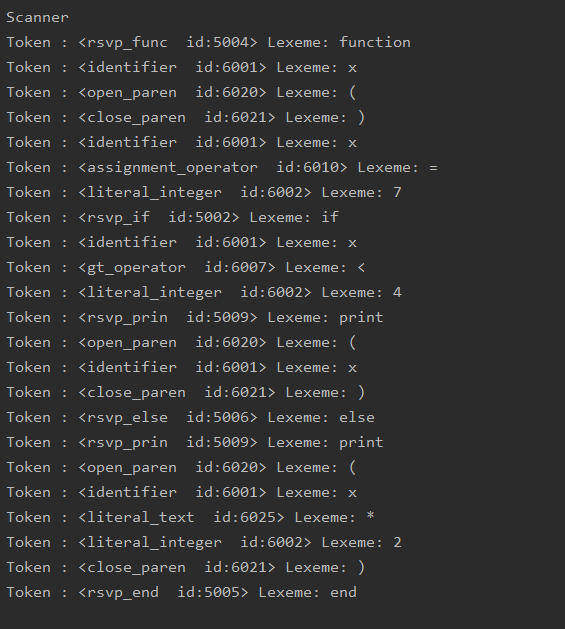 Scanner
Token : <rsvp_func  id:5004> Lexeme: function
Token : <identifier  id:6001> Lexeme: x
Token : <open_paren  id:6020> Lexeme: (
Token : <close_paren  id:6021> Lexeme: )
Token : <identifier  id:6001> Lexeme: x
Token : <assignment_operator  id:6010> Lexeme: =
Token : <literal_integer  id:6002> Lexeme: 7
Token : <rsvp_if  id:5002> Lexeme: if
Token : <identifier  id:6001> Lexeme: x
Token : <gt_operator  id:6007> Lexeme: <
Token : <literal_integer  id:6002> Lexeme: 4
Token : <rsvp_prin  id:5009> Lexeme: print
Token : <open_paren  id:6020> Lexeme: (
Token : <identifier  id:6001> Lexeme: x
Token : <close_paren  id:6021> Lexeme: )
Token : <rsvp_else  id:5006> Lexeme: else
Token : <rsvp_prin  id:5009> Lexeme: print
Token : <open_paren  id:6020> Lexeme: (
Token : <identifier  id:6001> Lexeme: x
Token : <literal_text  id:6025> Lexeme: *
Token : <literal_integer  id:6002> Lexeme: 2
Token : <close_paren  id:6021> Lexeme: )
Token : <rsvp_end  id:5005> Lexeme: end